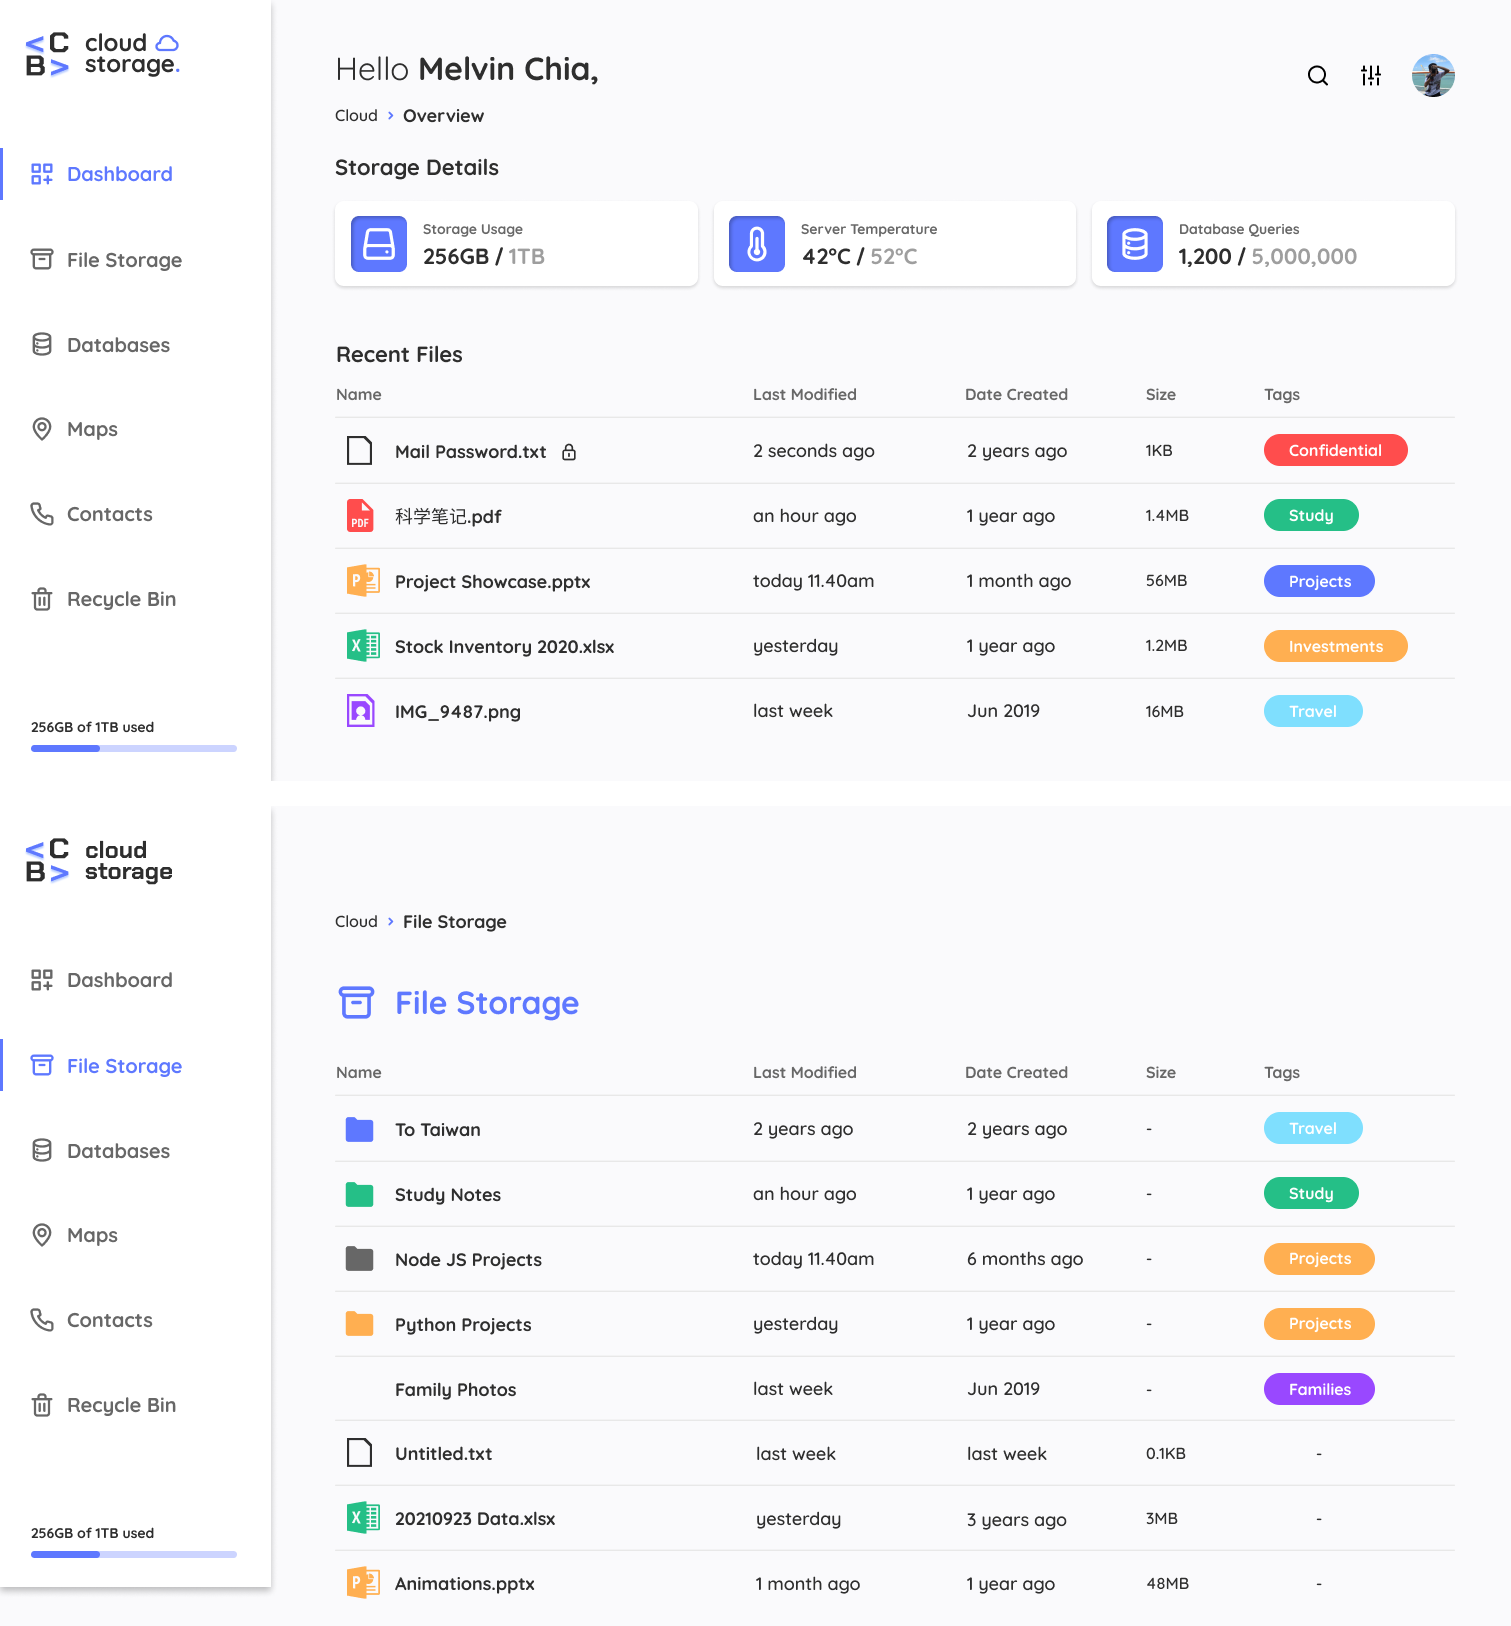 <C cloud
B> storage.
Dashboard
File Storage
Databases
Maps
Contacts
Recycle Bin
256GB of 1TB used
Hello Melvin Chia,
Cloud > Overview
Storage Details
Storage Usage
256GB / 1TB
Server Temperature
42°C / 52°C
Database Queries
1,200 / 5,000,000
Recent Files
Name Last Modified Date Created Size Tags
Mail Password.txt 2 seconds ago 2 years ago 1KB Confidential
PDF 科学笔记.pdf an hour ago 1 year ago 1.4MB Study
P Project Showcase.pptx today 11.40am 1 month ago 56MB Projects
X Stock Inventory 2020.xlsx yesterday 1 year ago 1.2MB Investments
IMG_9487.png last week Jun 2019 16MB Travel
<C cloud
B> storage
Dashboard
File Storage
Databases
Maps
Contacts
Recycle Bin
256GB of 1TB used
Cloud > File Storage
File Storage
Name Last Modified Date Created Size Tags
To Taiwan 2 years ago 2 years ago - Travel
Study Notes an hour ago 1 year ago - Study
Node JS Projects today 11.40am 6 months ago - Projects
Python Projects yesterday 1 year ago - Projects
Family Photos last week Jun 2019 - Families
Untitled.txt last week last week 0.1KB -
X 20210923 Data.xlsx yesterday 3 years ago 3MB -
P Animations.pptx 1 month ago 1 year ago 48MB -